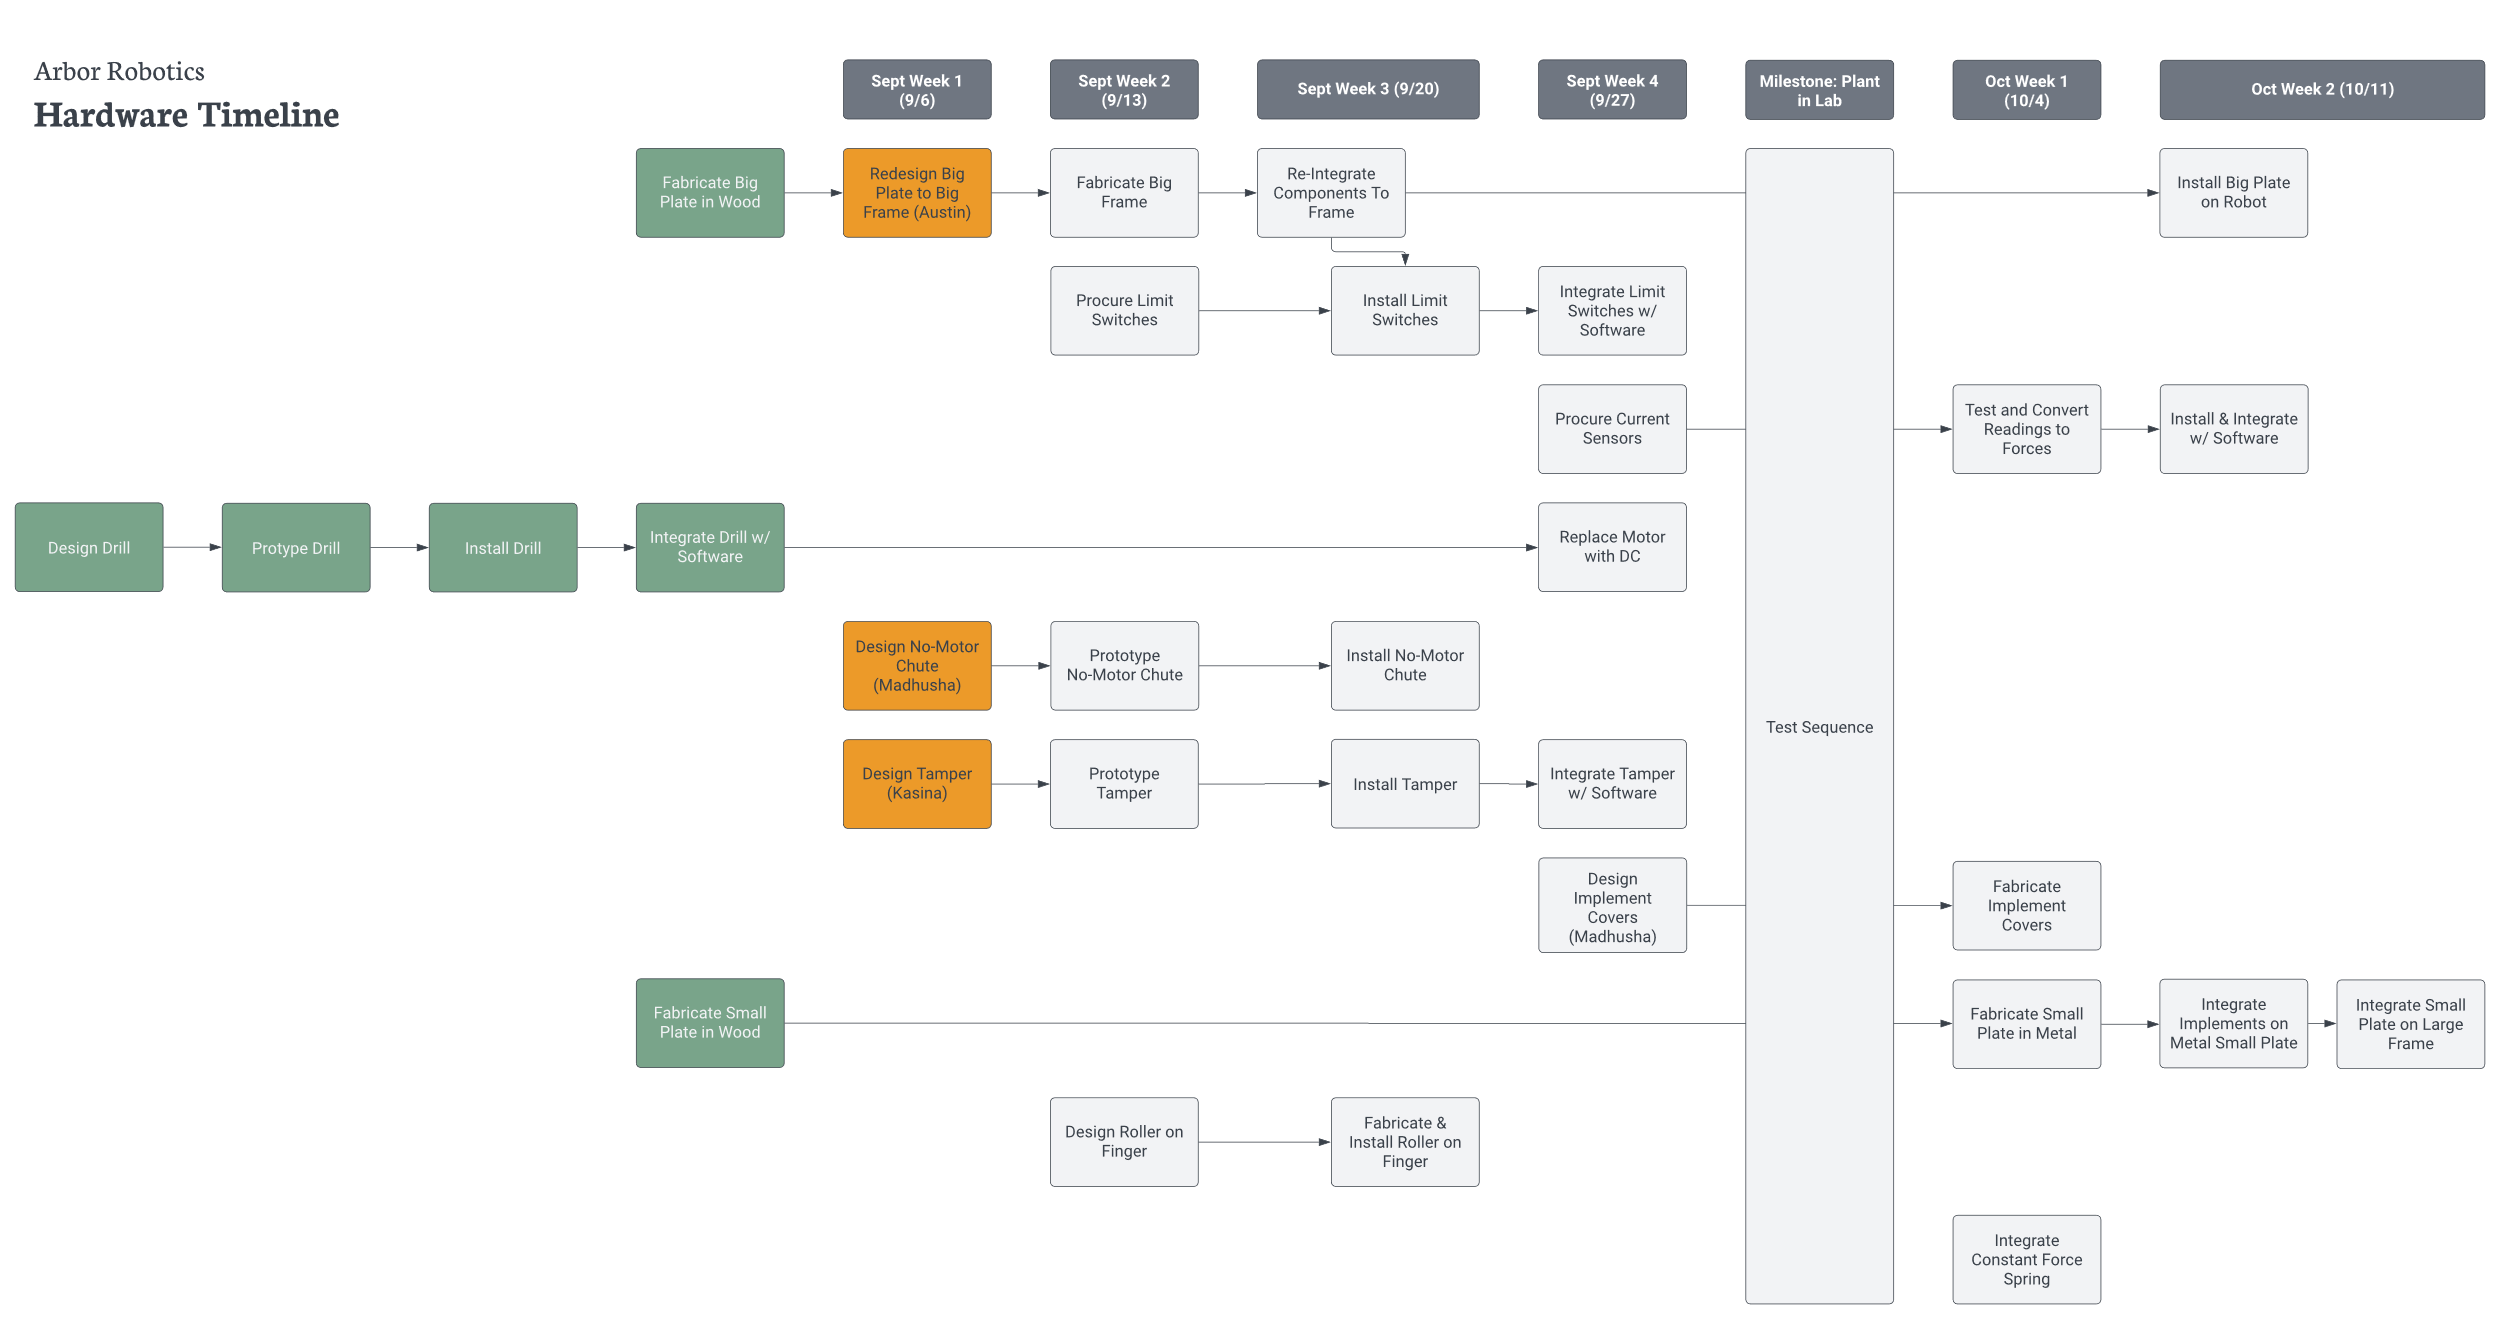 Arbor Robotics
Hardware Timeline
Sept Week 1
(9/6)
Sept Week 2
(9/13)
Sept Week 3 (9/20)
Sept Week 4
(9/27)
Milestone: Plant
in Lab
Oct Week 1
(10/4)
Oct Week 2 (10/11)
Fabricate Big
Plate in Wood
Redesign Big
Plate to Big
Frame (Austin)
Fabricate Big
Frame
Re-Integrate
Components To
Frame
Install Big Plate
on Robot
Procure Limit
Switches
Install Limit
Switches
Integrate Limit
Switches w/
Software
Procure Current
Sensors
Test and Convert
Readings to
Forces
Install & Integrate
w/ Software
Design Drill
Protype Drill
Install Drill
Integrate Drill w/
Software
Replace Motor
with DC
Design No-Motor
Chute
(Madhusha)
Prototype
No-Motor Chute
Install No-Motor
Chute
Test Sequence
Design Tamper
(Kasina)
Prototype
Tamper
Install Tamper
Integrate Tamper
w/ Software
Design
Implement
Covers
(Madhusha)
Fabricate
Implement
Covers
Fabricate Small
Plate in Wood
Fabricate Small
Plate in Metal
Integrate
Implements on
Metal Small Plate
Integrate Small
Plate on Large
Frame
Design Roller on
Finger
Fabricate &
Install Roller on
Finger
Integrate
Constant Force
Spring